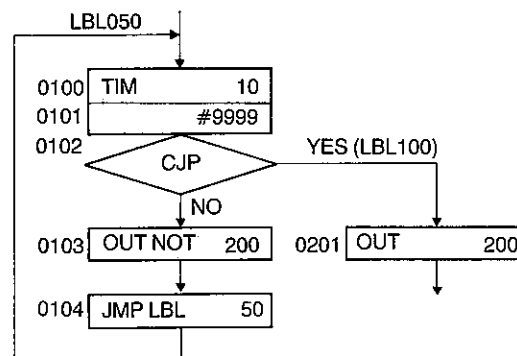 LBL050
0100 TIM 10
0101 #9999
0102
CJP
YES (LBL100)
NO
0103 OUT NOT 200
0201 OUT 200
0104 JMP LBL 50